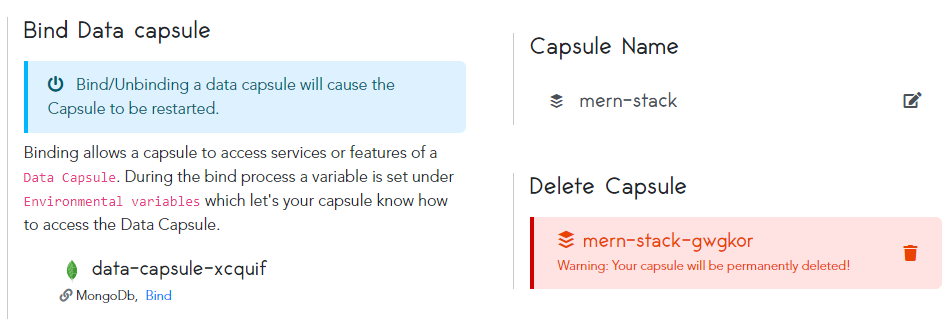 Bind Data capsule
Bind/Unbinding a data capsule will cause the
Capsule to be restarted.
Binding allows a capsule to access services or features of a
Data Capsule. During the bind process a variable is set under
Environmental variables which let's your capsule know how
to access the Data Capsule.
data-capsule-xcquif
MongoDb, Bind
Capsule Name
mern-stack
Delete Capsule
mern-stack-gwgkor
Warning: Your capsule will be permanently deleted!